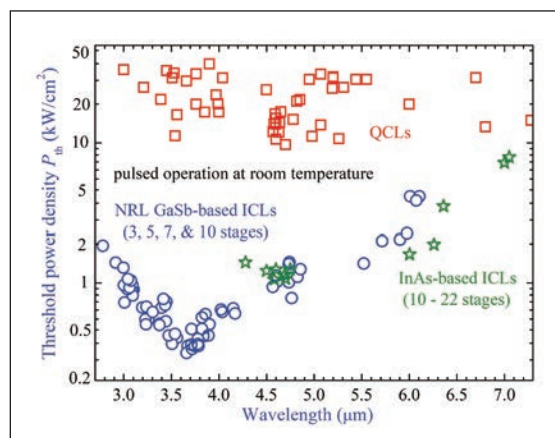 Threshold power density Pth (kW/cm2)
50
20
10
5
2
1
0.5
0.2
QCLs
pulsed operation at room temperature
NRL GaSb-based ICLs
(3, 5, 7, & 10 stages)
InAs-based ICLs
(10 - 22 stages)
3.0 3.5 4.0 4.5 5.0 5.5 6.0 6.5 7.0
Wavelength (μm)